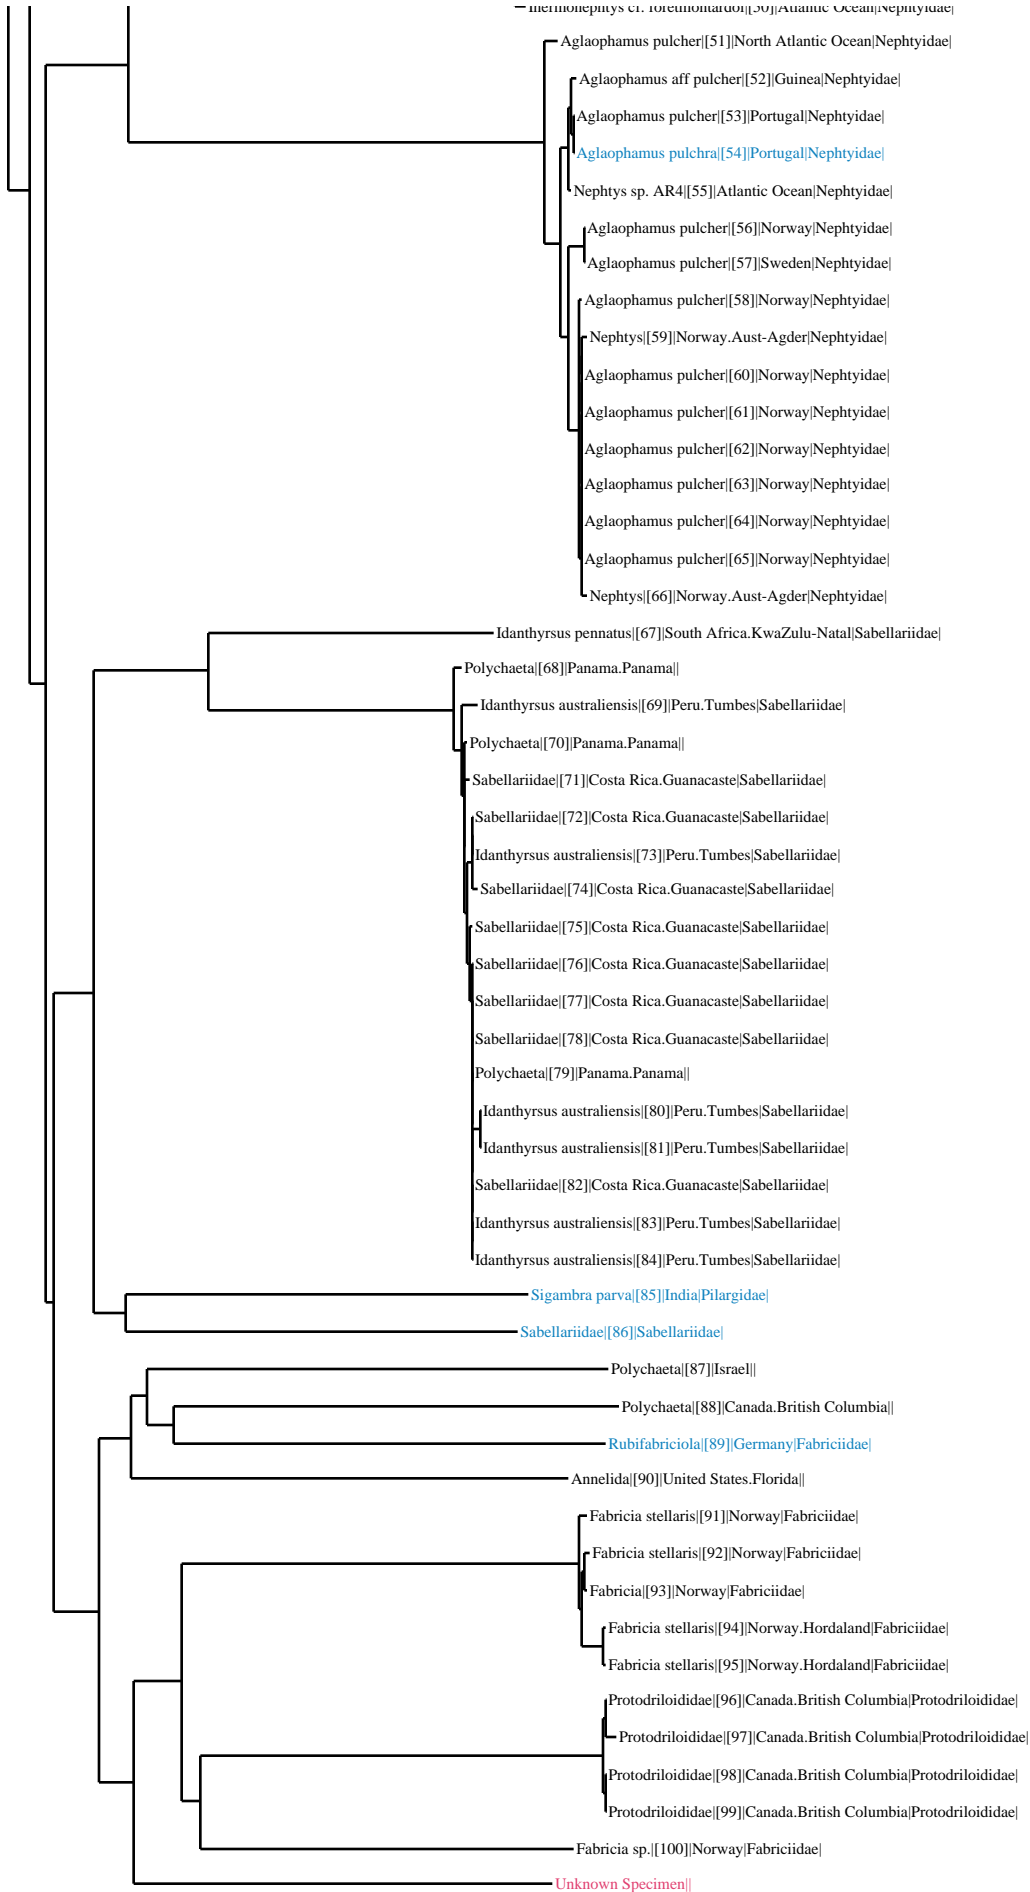 Aglaophamus pulcher|[51]|North Atlantic Ocean|Nephtyidae|
Aglaophamus aff pulcher|[52]|Guinea|Nephtyidae|
Aglaophamus pulcher|[53]|Portugal|Nephtyidae|
Aglaophamus pulchra|[54]|Portugal|Nephtyidae|
Nephtys sp. AR4|[55]|Atlantic Ocean|Nephtyidae|
Aglaophamus pulcher|[56]|Norway|Nephtyidae|
Aglaophamus pulcher|[57]|Sweden|Nephtyidae|
Aglaophamus pulcher|[58]|Norway|Nephtyidae|
Nephtys|[59]|Norway.Aust-Agder|Nephtyidae|
Aglaophamus pulcher|[60]|Norway|Nephtyidae|
Aglaophamus pulcher|[61]|Norway|Nephtyidae|
Aglaophamus pulcher|[62]|Norway|Nephtyidae|
Aglaophamus pulcher|[63]|Norway|Nephtyidae|
Aglaophamus pulcher|[64]|Norway|Nephtyidae|
Aglaophamus pulcher|[65]|Norway|Nephtyidae|
Nephtys|[66]|Norway.Aust-Agder|Nephtyidae|
Idanthyrsus pennatus|[67]|South Africa.KwaZulu-Natal|Sabellariidae|
Polychaeta|[68]|Panama.Panama||
Idanthyrsus australiensis|[69]|Peru.Tumbes|Sabellariidae|
Polychaeta|[70]|Panama.Panama||
Sabellariidae|[71]|Costa Rica.Guanacaste|Sabellariidae|
Sabellariidae|[72]|Costa Rica.Guanacaste|Sabellariidae|
Idanthyrsus australiensis|[73]|Peru.Tumbes|Sabellariidae|
Sabellariidae|[74]|Costa Rica.Guanacaste|Sabellariidae|
Sabellariidae|[75]|Costa Rica.Guanacaste|Sabellariidae|
Sabellariidae|[76]|Costa Rica.Guanacaste|Sabellariidae|
Sabellariidae|[77]|Costa Rica.Guanacaste|Sabellariidae|
Sabellariidae|[78]|Costa Rica.Guanacaste|Sabellariidae|
Polychaeta|[79]|Panama.Panama||
Idanthyrsus australiensis|[80]|Peru.Tumbes|Sabellariidae|
Idanthyrsus australiensis|[81]|Peru.Tumbes|Sabellariidae|
Sabellariidae|[82]|Costa Rica.Guanacaste|Sabellariidae|
Idanthyrsus australiensis|[83]|Peru.Tumbes|Sabellariidae|
Idanthyrsus australiensis|[84]|Peru.Tumbes|Sabellariidae|
Sigambra parva|[85]|India|Pilargidae|
Sabellariidae|[86]|Sabellariidae|
Polychaeta|[87]|Israel||
Polychaeta|[88]|Canada.British Columbia||
Rubifabriciola|[89]|Germany|Fabriciidae|
Annelida|[90]|United States.Florida||
Fabricia stellaris|[91]|Norway|Fabriciidae|
Fabricia stellaris|[92]|Norway|Fabriciidae|
Fabricia|[93]|Norway|Fabriciidae|
Fabricia stellaris|[94]|Norway.Hordaland|Fabriciidae|
Fabricia stellaris|[95]|Norway.Hordaland|Fabriciidae|
Protodriloididae|[96]|Canada.British Columbia|Protodriloididae|
Protodriloididae|[97]|Canada.British Columbia|Protodriloididae|
Protodriloididae|[98]|Canada.British Columbia|Protodriloididae|
Protodriloididae|[99]|Canada.British Columbia|Protodriloididae|
Fabricia sp.|[100]|Norway|Fabriciidae|
Unknown Specimen||